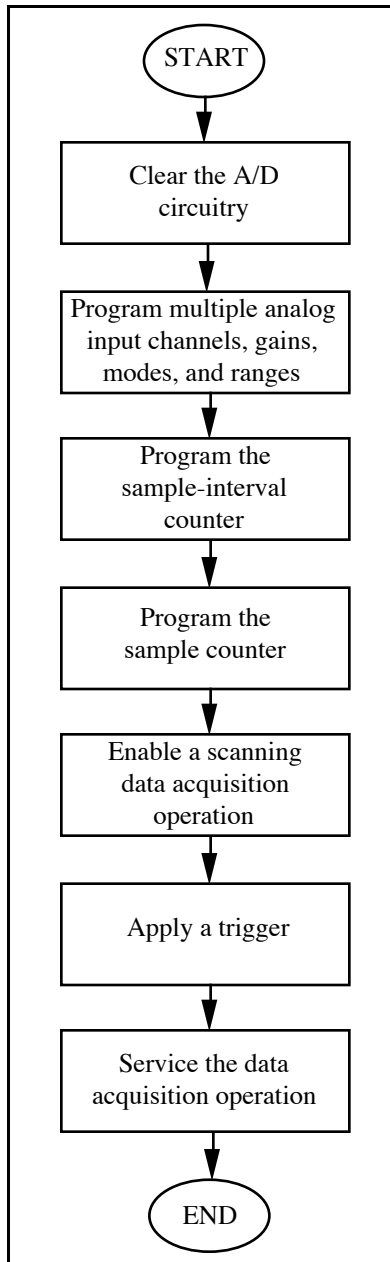 START
Clear the A/D
circuitry
Program multiple analog
input channels, gains,
modes, and ranges
Program the
sample-interval
counter
Program the
sample counter
Enable a scanning
data acquisition
operation
Apply a trigger
Service the data
acquisition operation
END